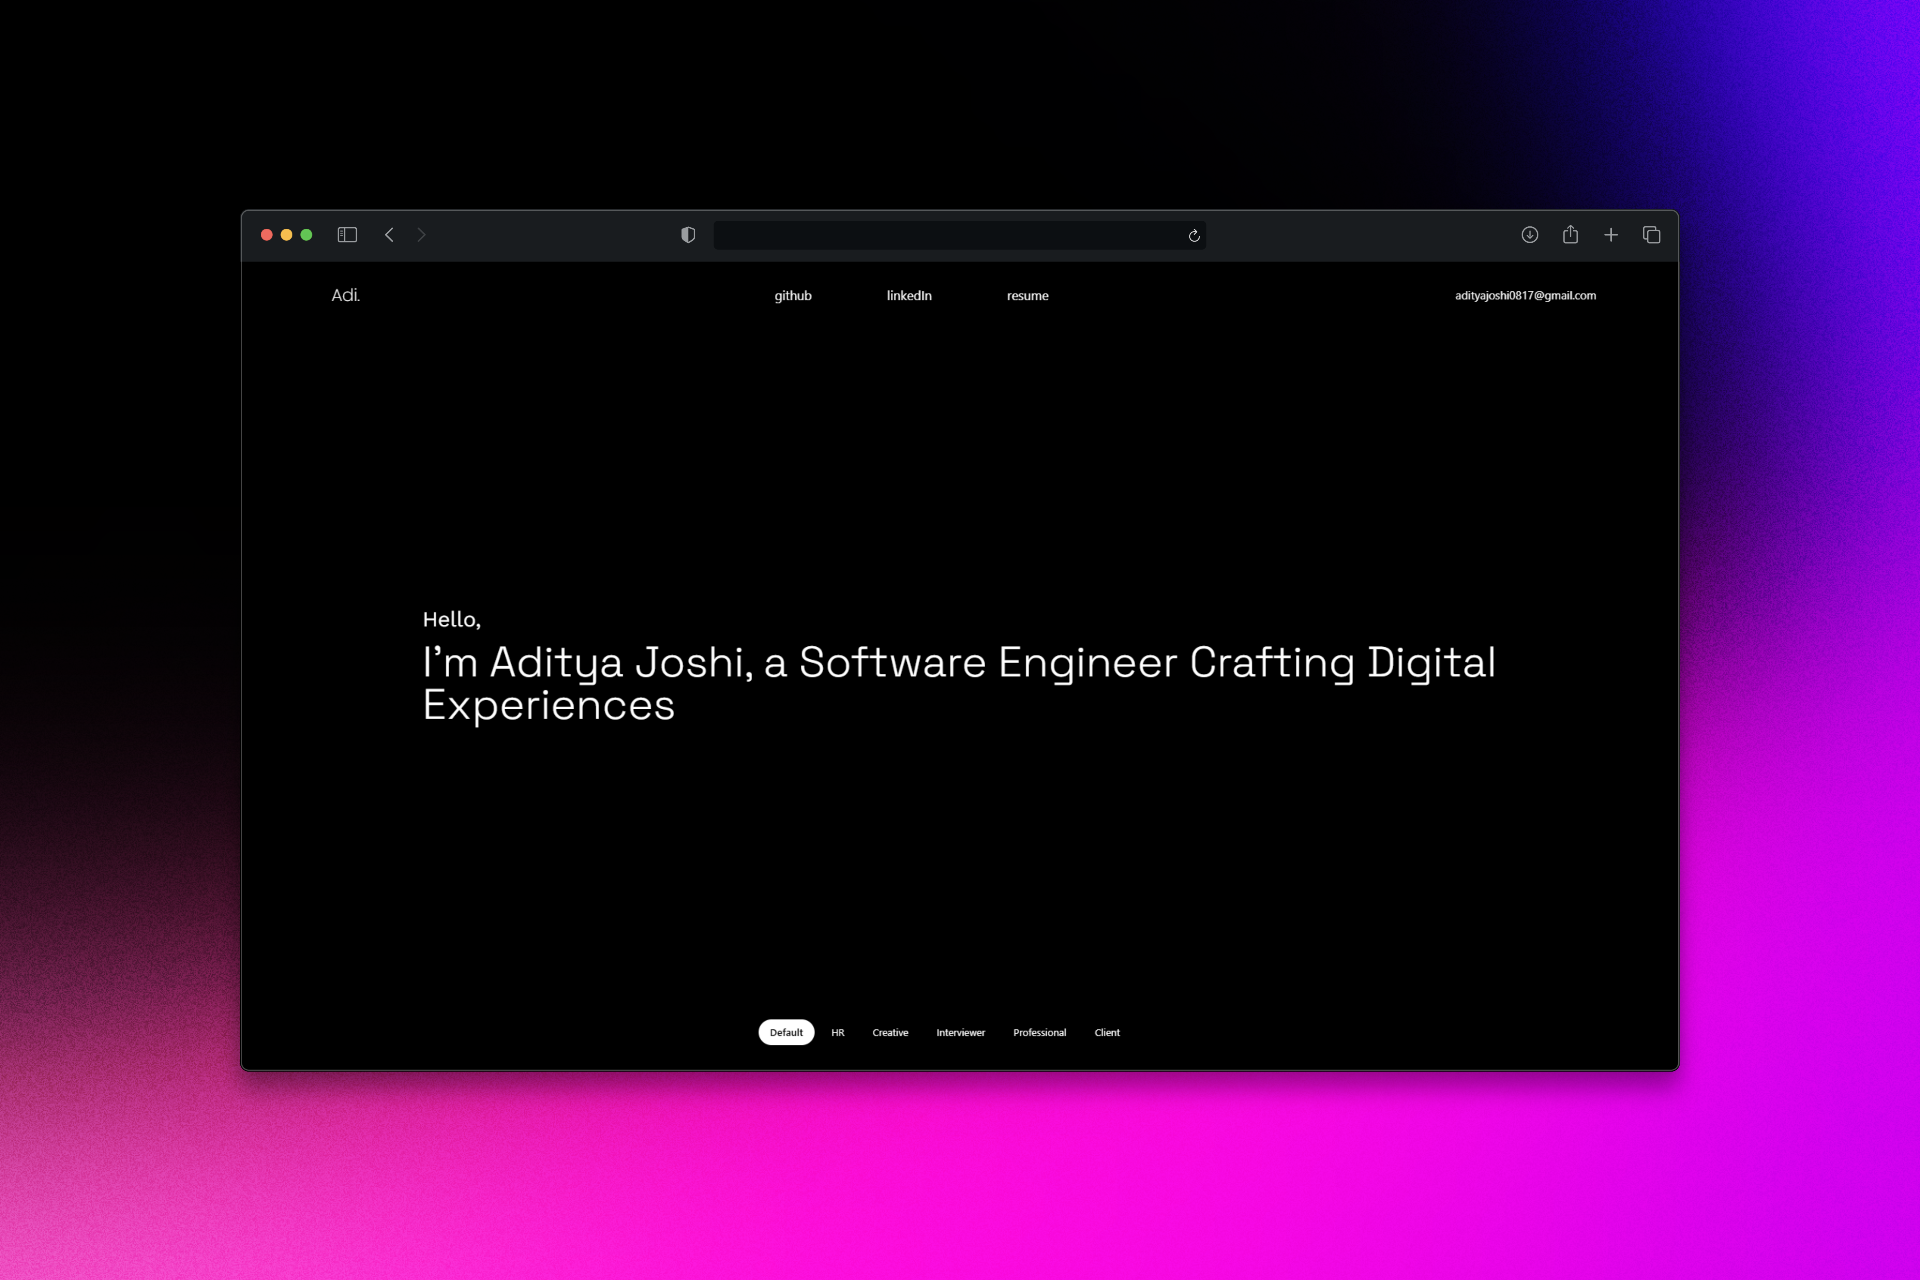 Adi.
github
linkedIn
resume
adityajoshi0817@gmail.com
Hello,
I'm Aditya Joshi, a Software Engineer Crafting Digital
Experiences
Default
HR
Creative
Interviewer
Professional
Client